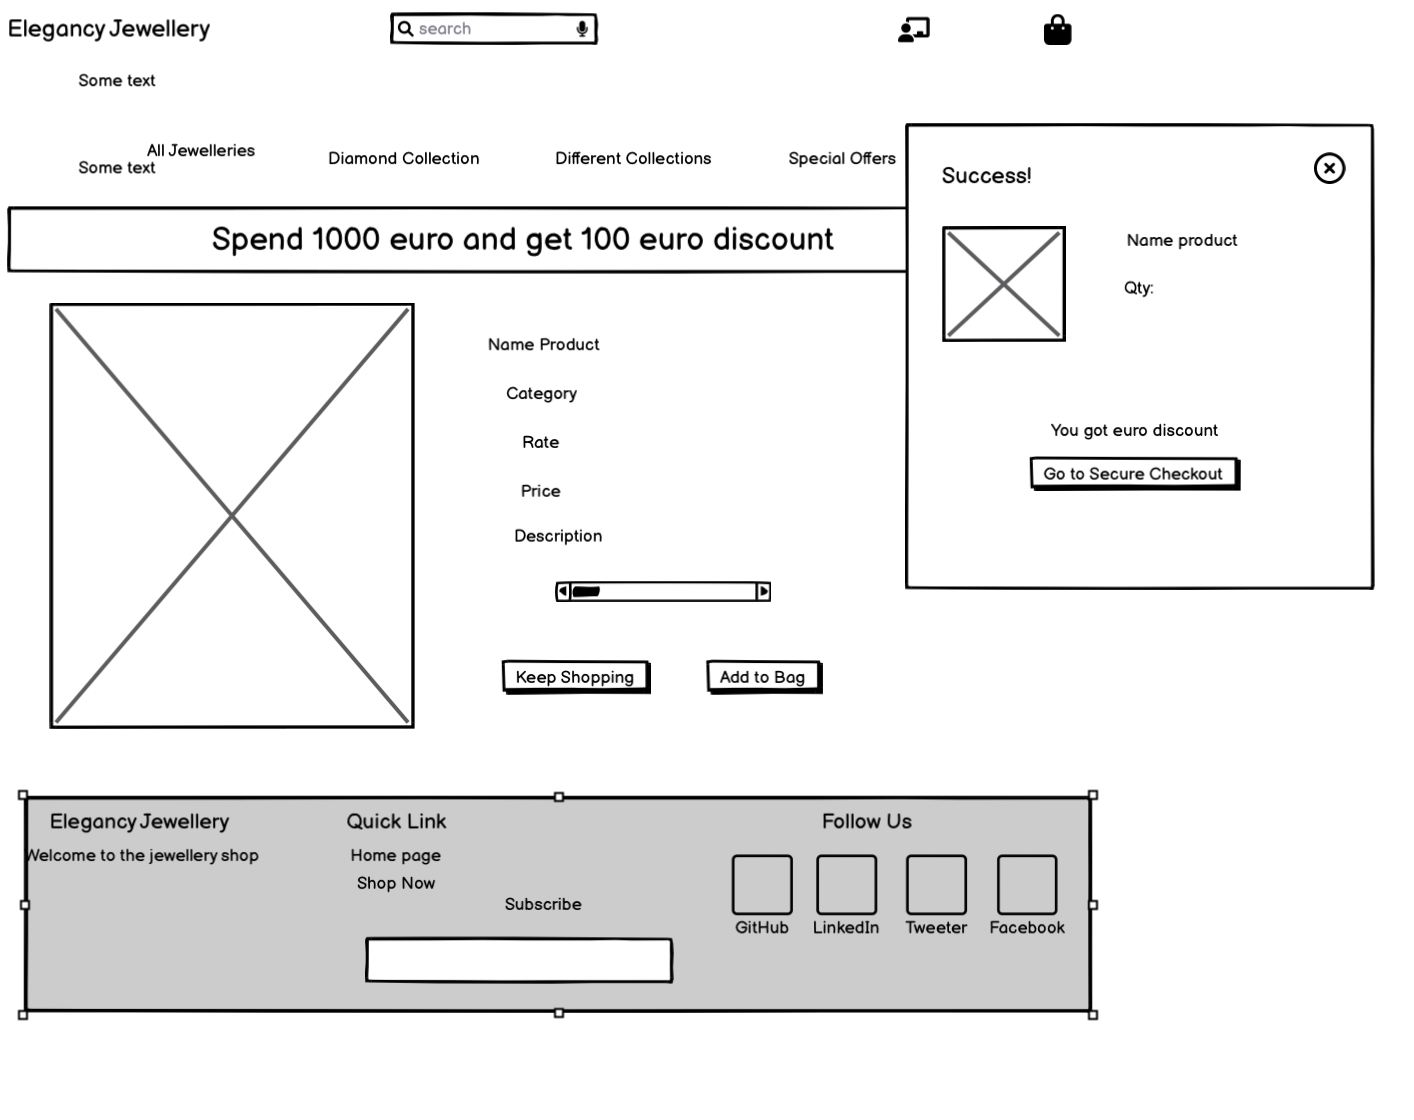 Elegancy Jewellery
search
Some text
All Jewelleries
Some text
Diamond Collection
Different Collections
Special Offers
Spend 1000 euro and get 100 euro discount
Success!
Name product
Qty:
You got euro discount
Go to Secure Checkout
Name Product
Category
Rate
Price
Description
Keep Shopping
Add to Bag
Elegancy Jewellery
Welcome to the jewellery shop
Quick Link
Home page
Shop Now
Subscribe
Follow Us
GitHub
LinkedIn
Tweeter
Facebook